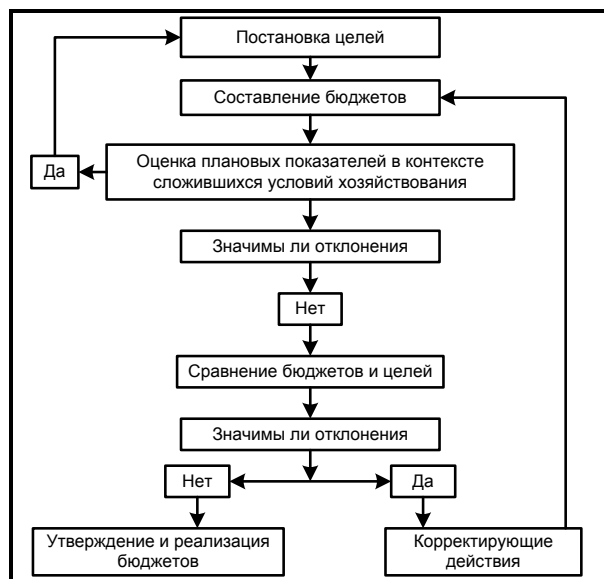 Постановка целей
Составление бюджетов
Да
Оценка плановых показателей в контексте
сложившихся условий хозяйствования
Значимы ли отклонения
Нет
Сравнение бюджетов и целей
Значимы ли отклонения
Нет
Да
Утверждение и реализация
бюджетов
Корректирующие
действия